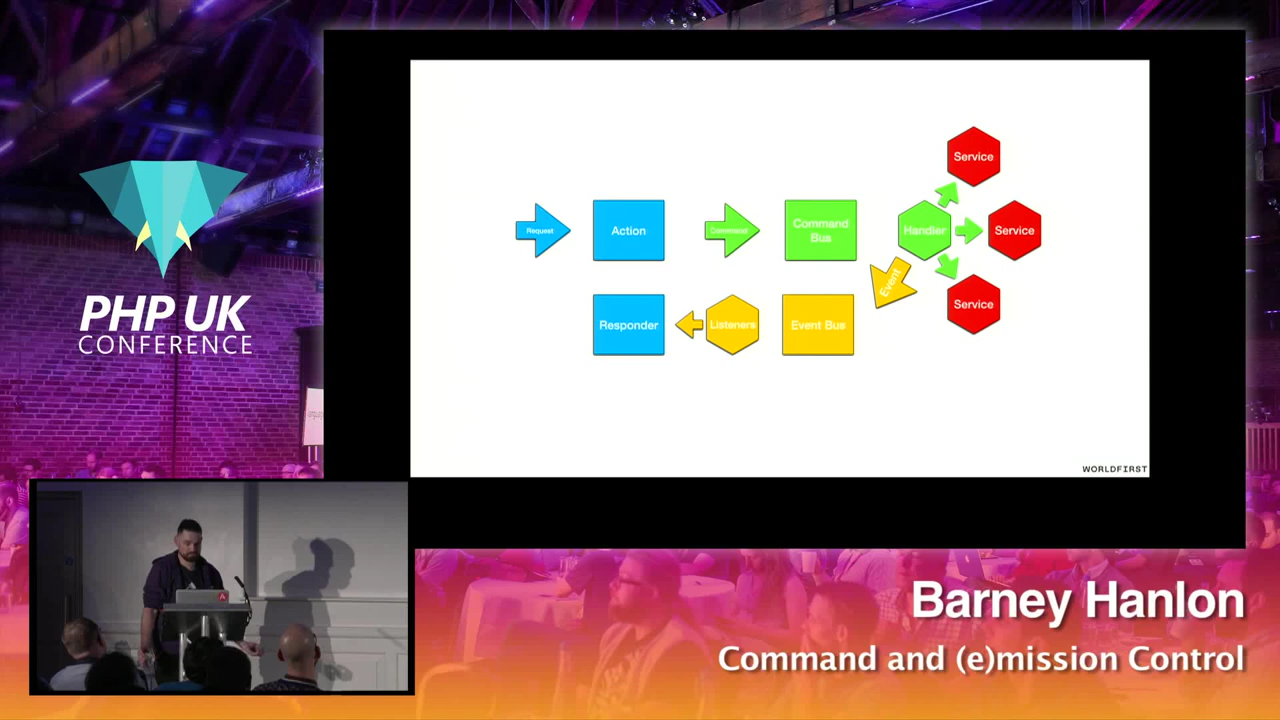 PHP UK
CONFERENCE
Service
Request
Action
Command
Command
Bus
Handler
Service
Event
Service
Responder
Listeners
Event Bus
WORLDFIRST
Barney Hanlon
Command and (e)mission Control